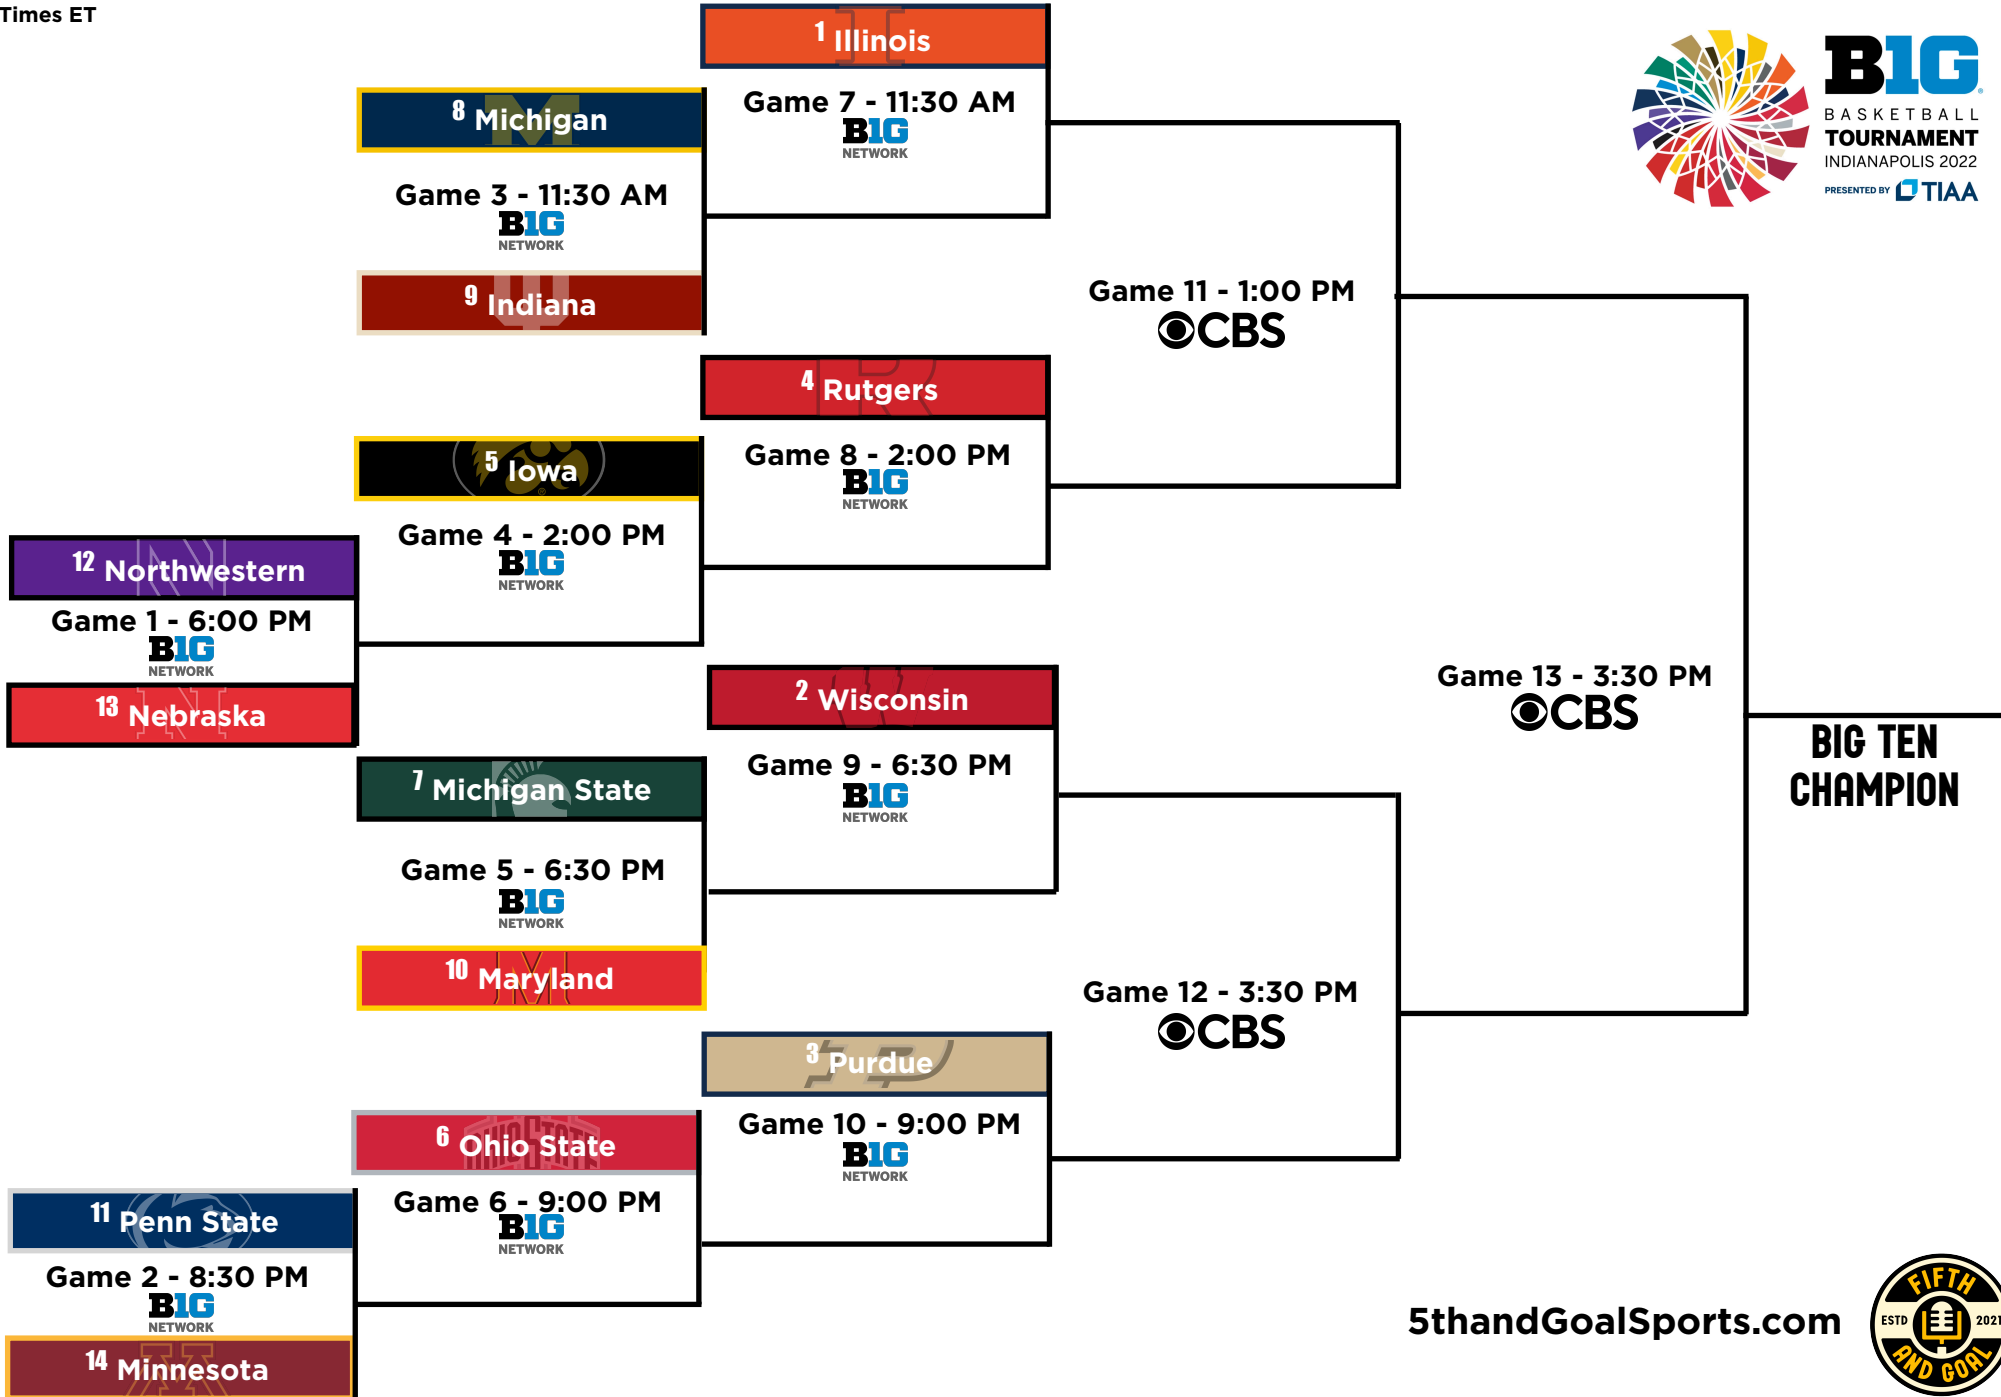 Times ET
1 Illinois
Game 7 - 11:30 AM
B1G
NETWORK
8 Michigan
Game 3 - 11:30 AM
B1G
NETWORK
9 Indiana
B1G
BASKETBALL
TOURNAMENT
INDIANAPOLIS 2022
PRESENTED BY TIAA
Game 11 - 1:00 PM
CBS
4 Rutgers
Game 8 - 2:00 PM
B1G
NETWORK
5 Iowa
Game 4 - 2:00 PM
B1G
NETWORK
12 Northwestern
Game 1 - 6:00 PM
B1G
NETWORK
13 Nebraska
2 Wisconsin
Game 9 - 6:30 PM
B1G
NETWORK
Game 13 - 3:30 PM
CBS
BIG TEN
CHAMPION
7 Michigan State
Game 5 - 6:30 PM
B1G
NETWORK
10 Maryland
Game 12 - 3:30 PM
CBS
3 Purdue
Game 10 - 9:00 PM
B1G
NETWORK
6 Ohio State
Game 6 - 9:00 PM
B1G
NETWORK
11 Penn State
Game 2 - 8:30 PM
B1G
NETWORK
14 Minnesota
5thandGoalSports.com
FIFTH
ESTD 2021
AND GOAL